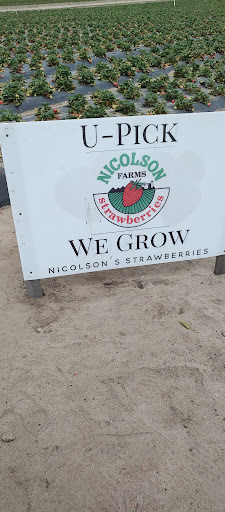 U-PICK
NICOLSON
FARMS
strawberries
WE GROW
NICOLSON'S STRAWBERRIES